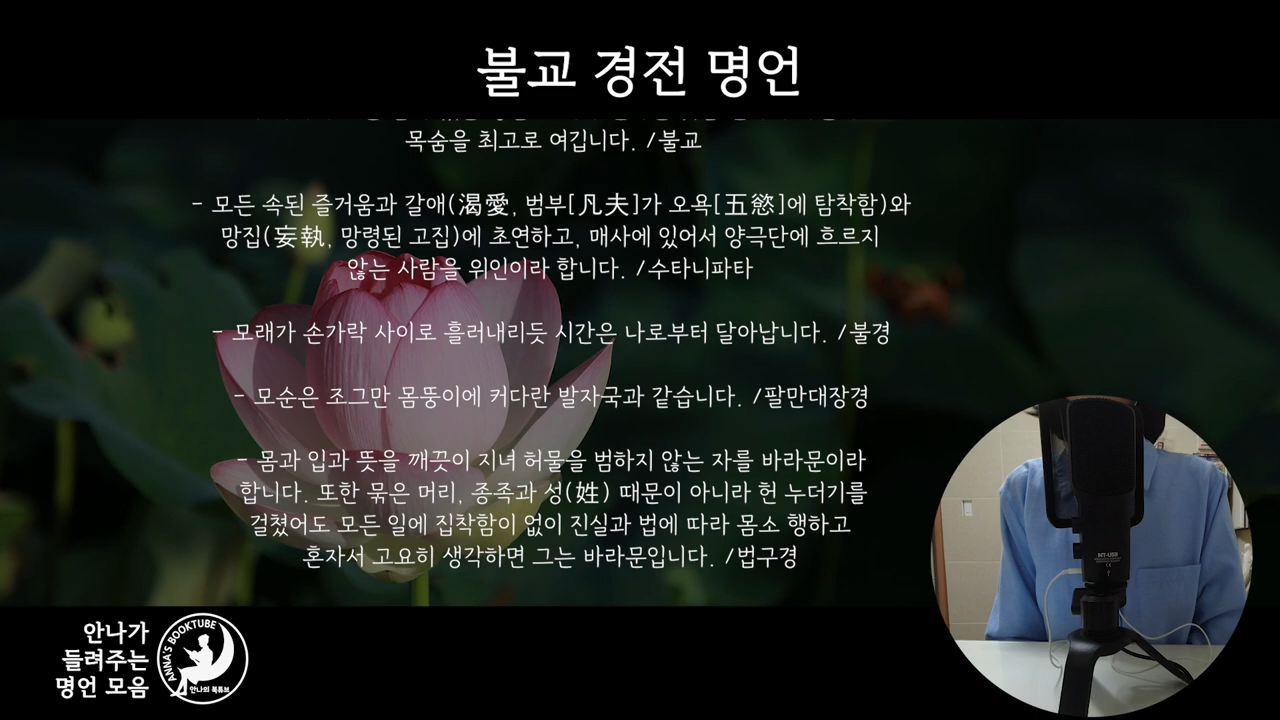 불교 경전 명언
목숨을 최고로 여깁니다. /불교
- 모든 속된 즐거움과 갈애(渴愛, 범부[凡夫]가 오욕[五慾]에 탐착함)와
망집(妄執, 망령된 고집)에 초연하고, 매사에 있어서 양극단에 흐르지
않는 사람을 위인이라 합니다. /수타니파타
- 모래가 손가락 사이로 흘러내리듯 시간은 나로부터 달아납니다. /불경
- 모순은 조그만 몸뚱이에 커다란 발자국과 같습니다. /팔만대장경
- 몸과 입과 뜻을 깨끗이 지녀 허물을 범하지 않는 자를 바라문이라
합니다. 또한 묶은 머리, 종족과 성(姓) 때문이 아니라 헌 누더기를
걸쳤어도 모든 일에 집착함이 없이 진실과 법에 따라 몸소 행하고
혼자서 고요히 생각하면 그는 바라문입니다. /법구경
NT-USB
안나가
들려주는
명언 모음
ANNA'S BOOKTUBE
안나의 북튜브